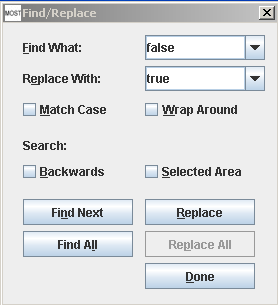 MOST Find/Replace
Find What: false
Replace With: true
Match Case Wrap Around
Search:
Backwards Selected Area
Find Next Replace
Find All Replace All
Done